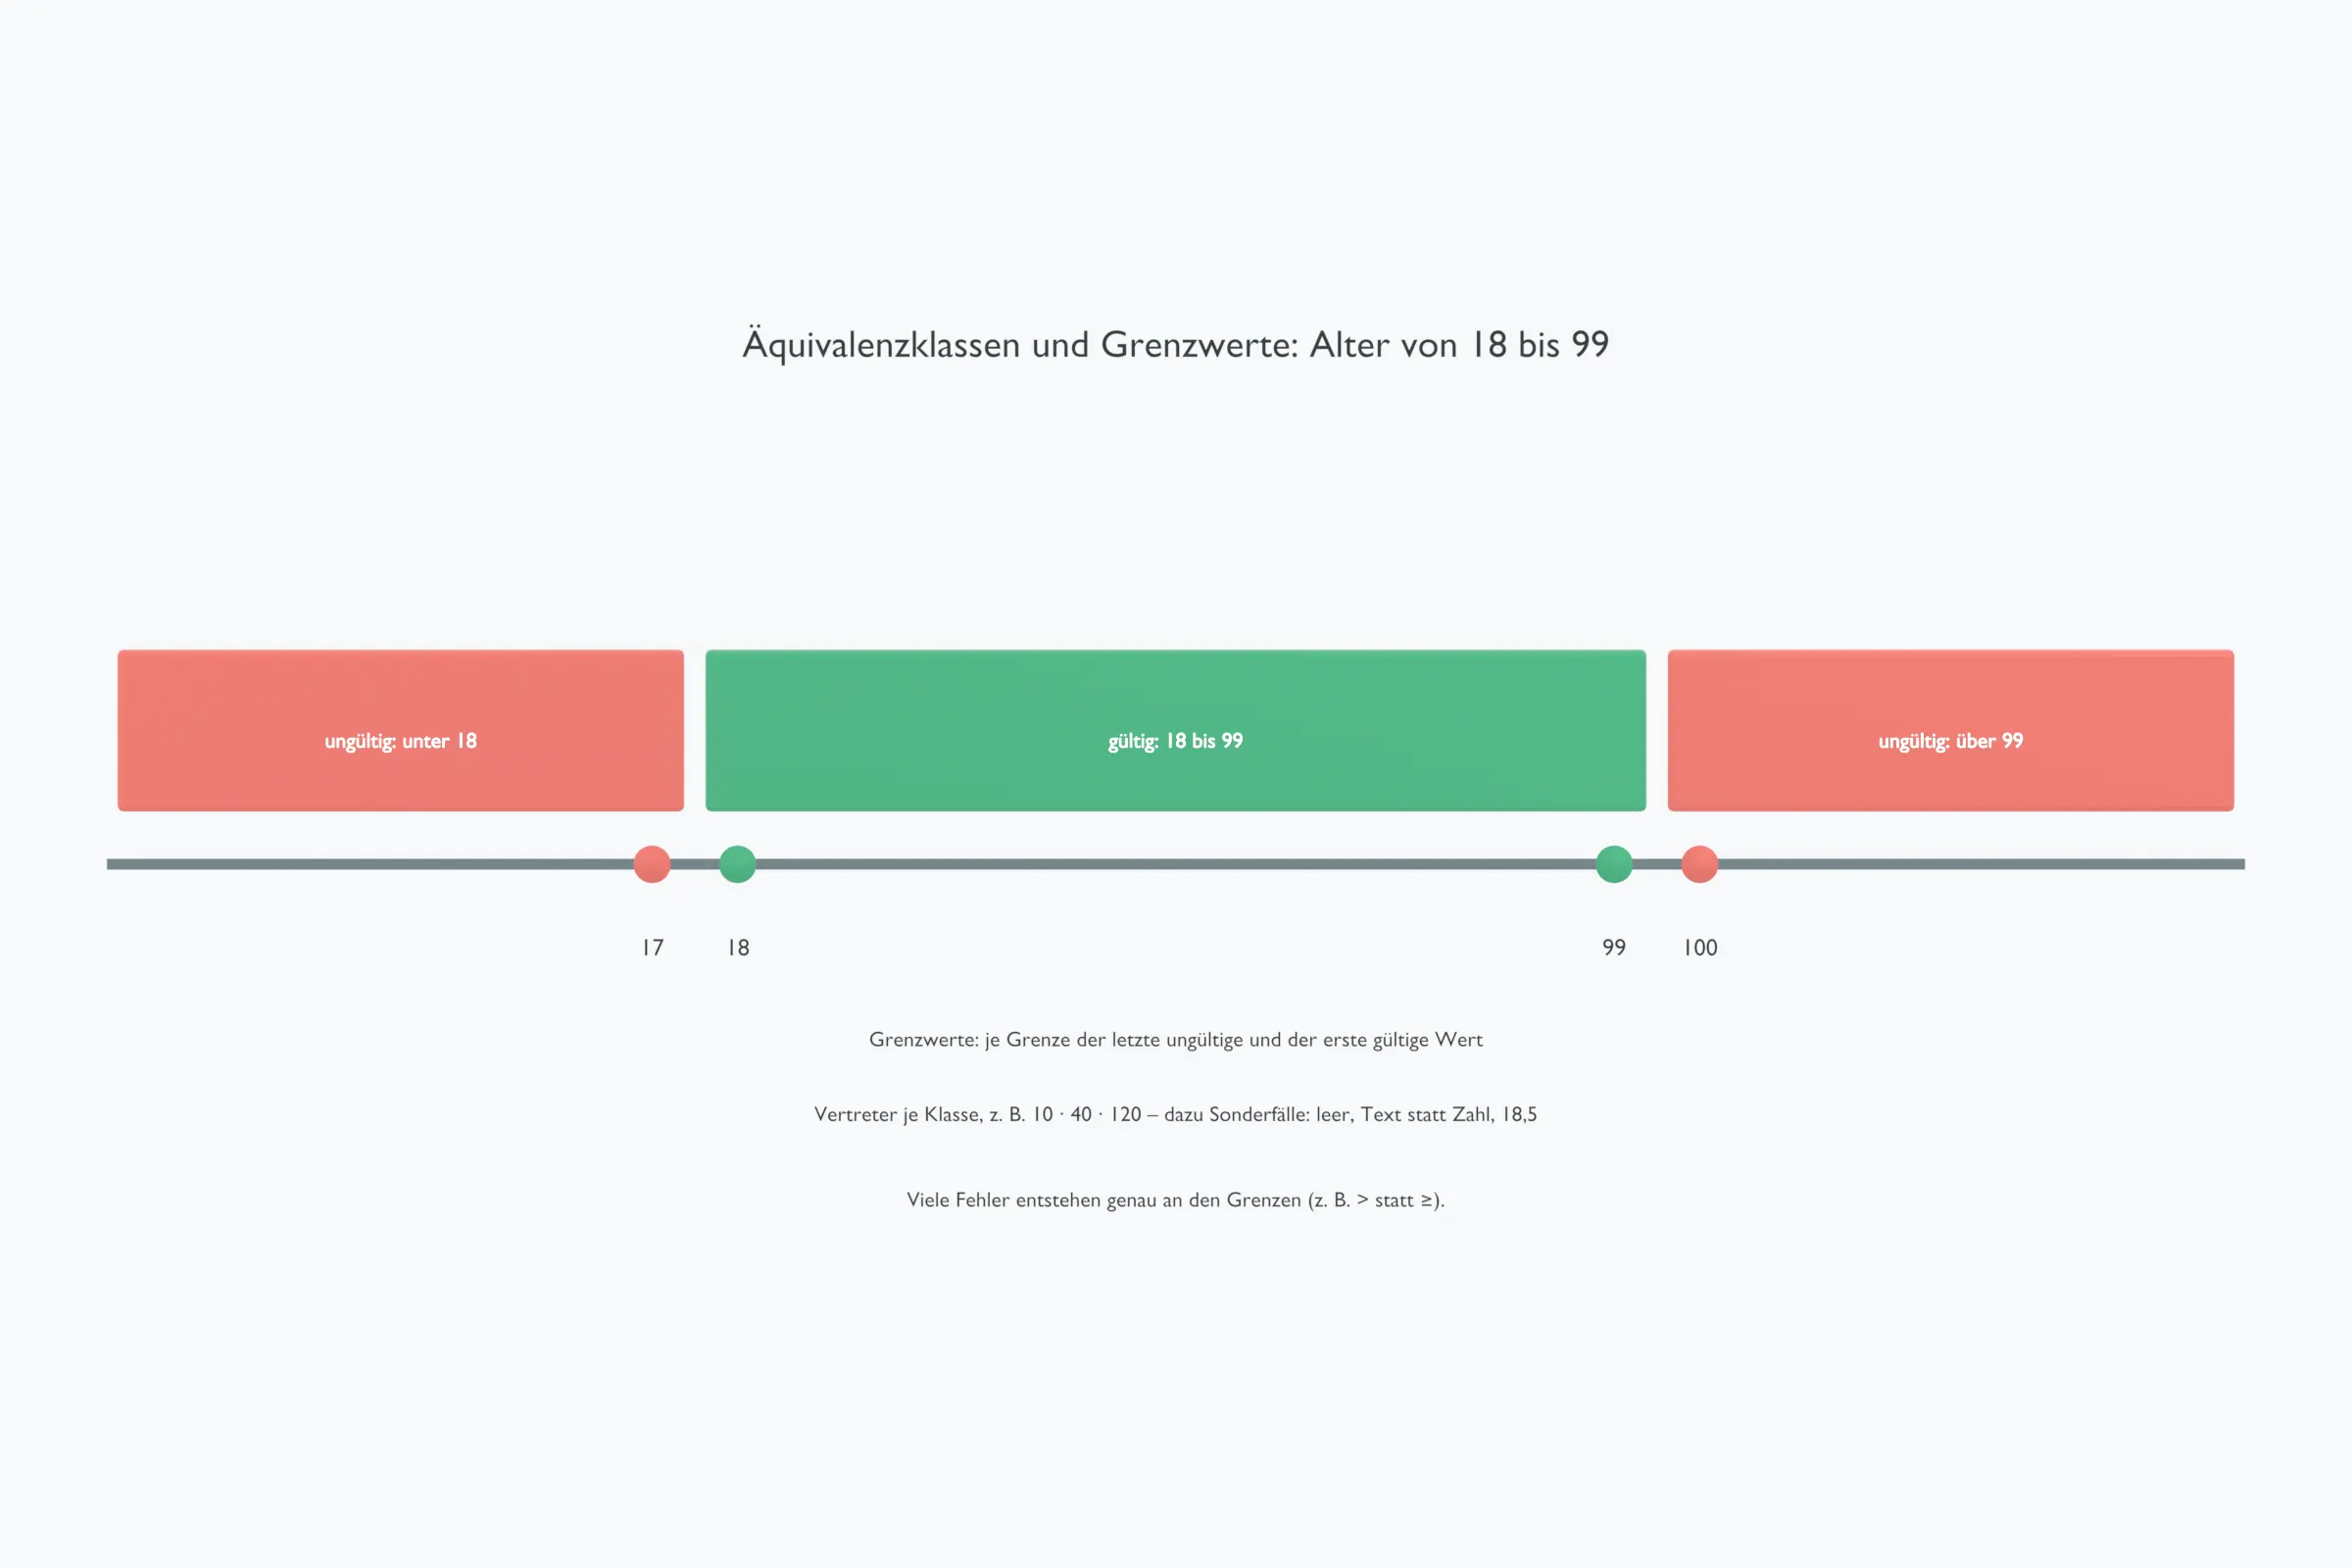 Äquivalenzklassen und Grenzwerte: Alter von 18 bis 99
ungültig: unter 18
gültig: 18 bis 99
ungültig: über 99
17
18
99
100
Grenzwerte: je Grenze der letzte ungültige und der erste gültige Wert
Vertreter je Klasse, z. B. 10 · 40 · 120 – dazu Sonderfälle: leer, Text statt Zahl, 18,5
Viele Fehler entstehen genau an den Grenzen (z. B. > statt ≥).